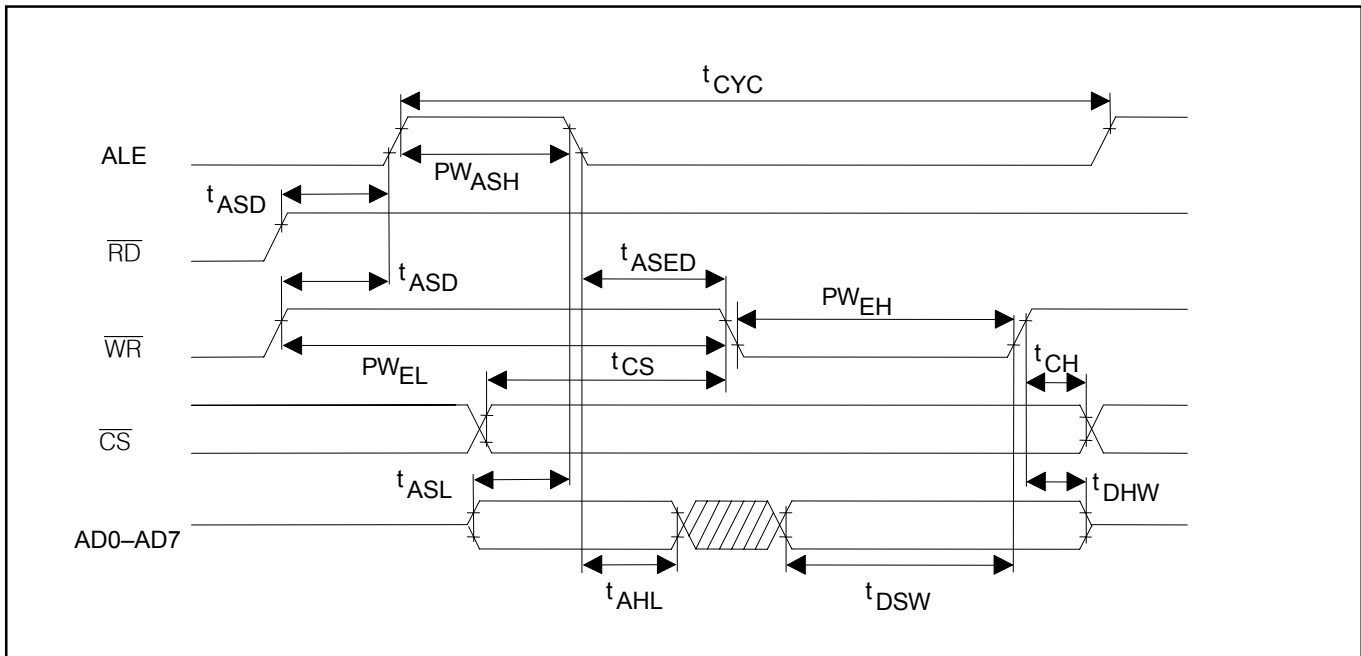 tCYC
ALE
PWASH
tASD
RD
tASED
tASD
PWEH
WR
PWEL
tCS
tCH
CS
tASL
tDHW
AD0–AD7
tAHL
tDSW